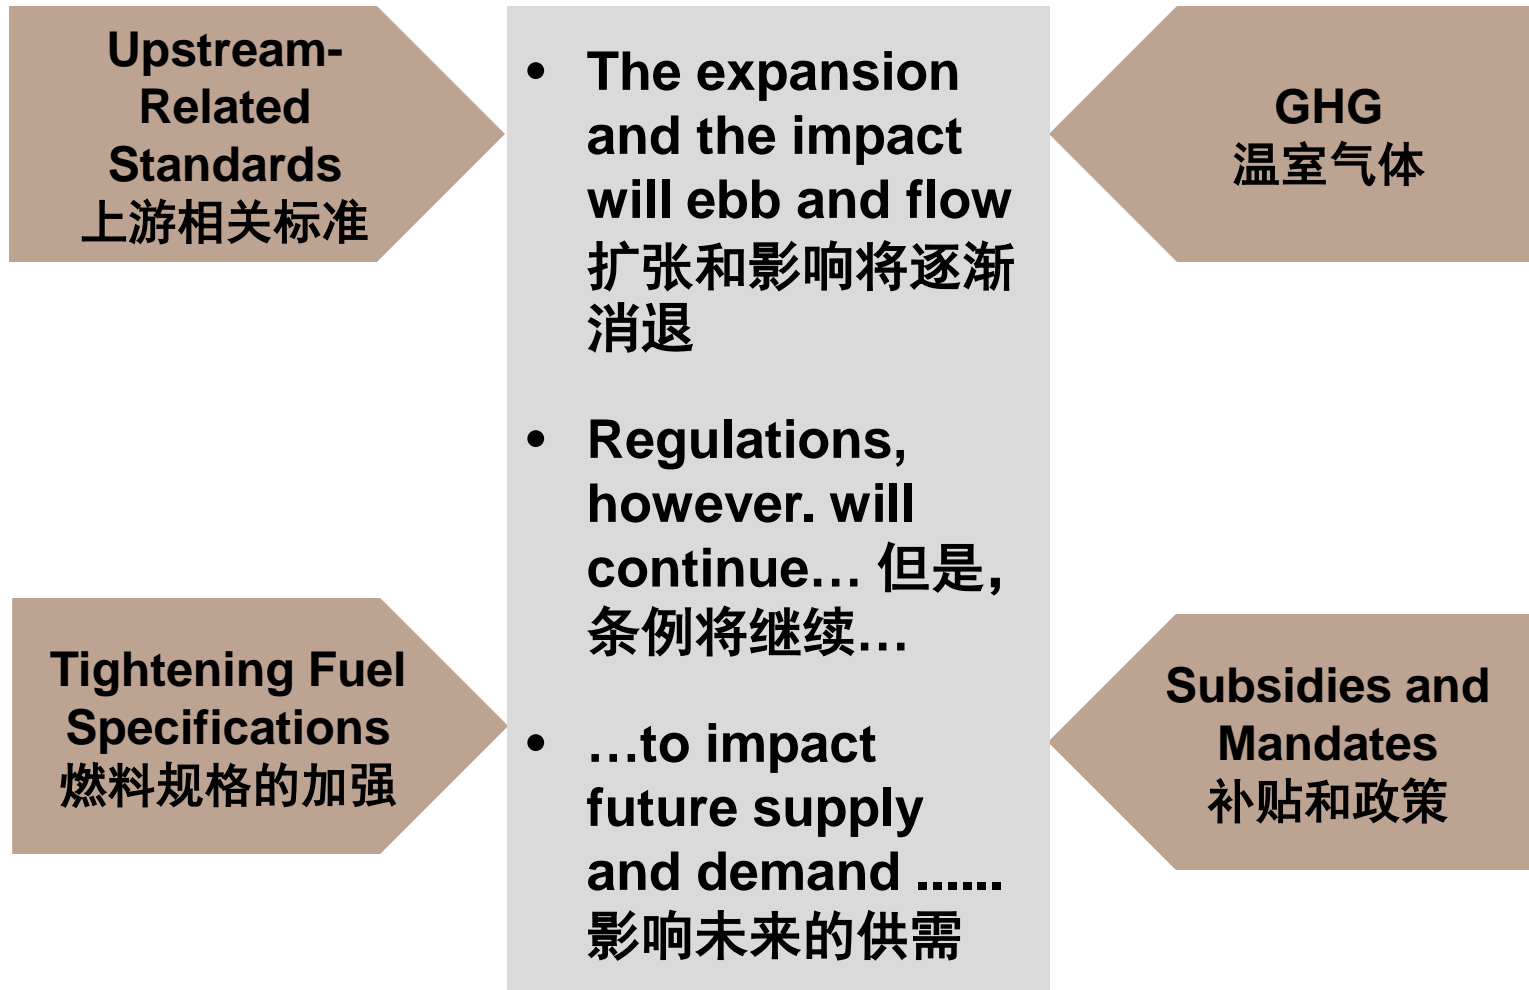 Upstream-
Related
Standards
上游相关标准
Tightening Fuel
Specifications
燃料规格的加强
• The expansion
and the impact
will ebb and flow
扩张和影响将逐渐
消退
• Regulations,
however. will
continue... 但是,
条例将继续...
• ...to impact
future supply
and demand ......
影响未来的供需
GHG
温室气体
Subsidies and
Mandates
补贴和政策